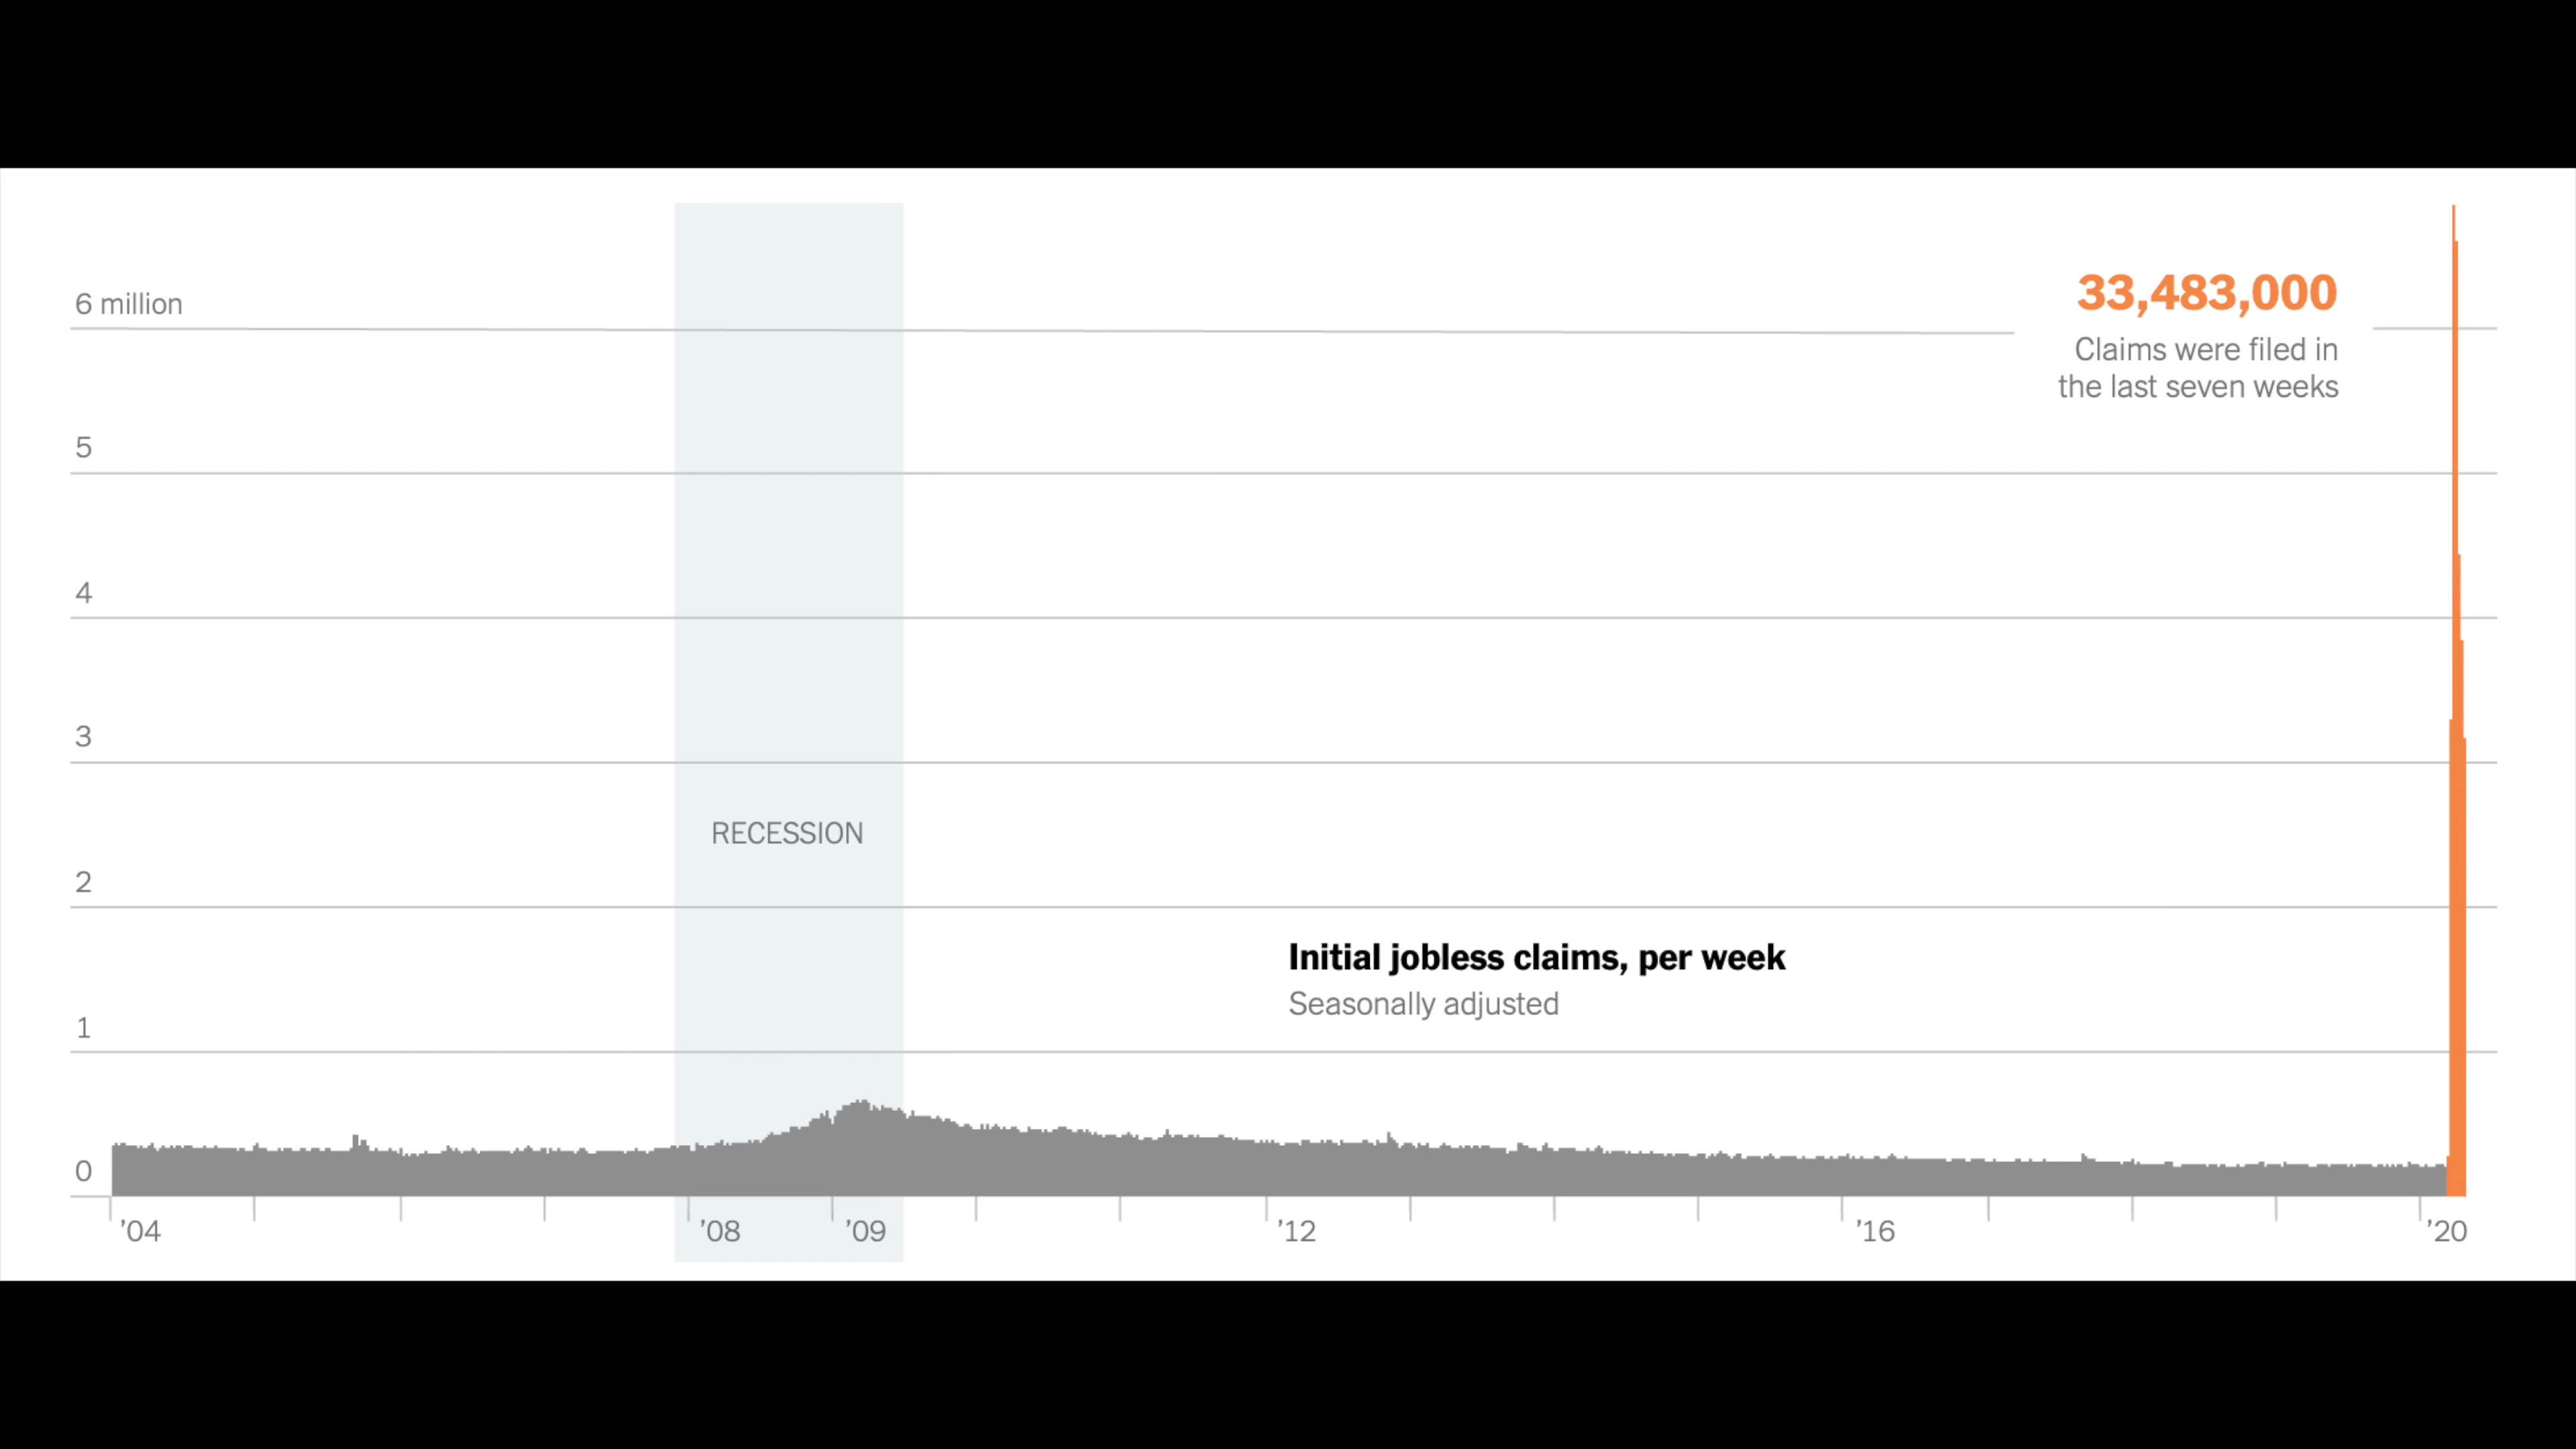 6 million
33,483,000
Claims were filed in
the last seven weeks
5
4
3
RECESSION
2
Initial jobless claims, per week
Seasonally adjusted
1
0
’04 ’08 ’09 ’12 ’16 ’20